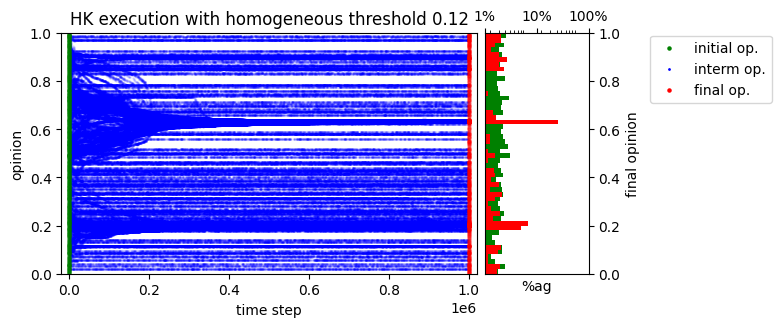 HK execution with homogeneous threshold 0.12
1% 10% 100%
1.0 1.0
0.8 0.8
0.6 0.6
0.4 0.4
0.2 0.2
0.0 0.0
opinion
final opinion
0.0 0.2 0.4 0.6 0.8 1.0
1e6
time step
%ag
initial op.
interm op.
final op.